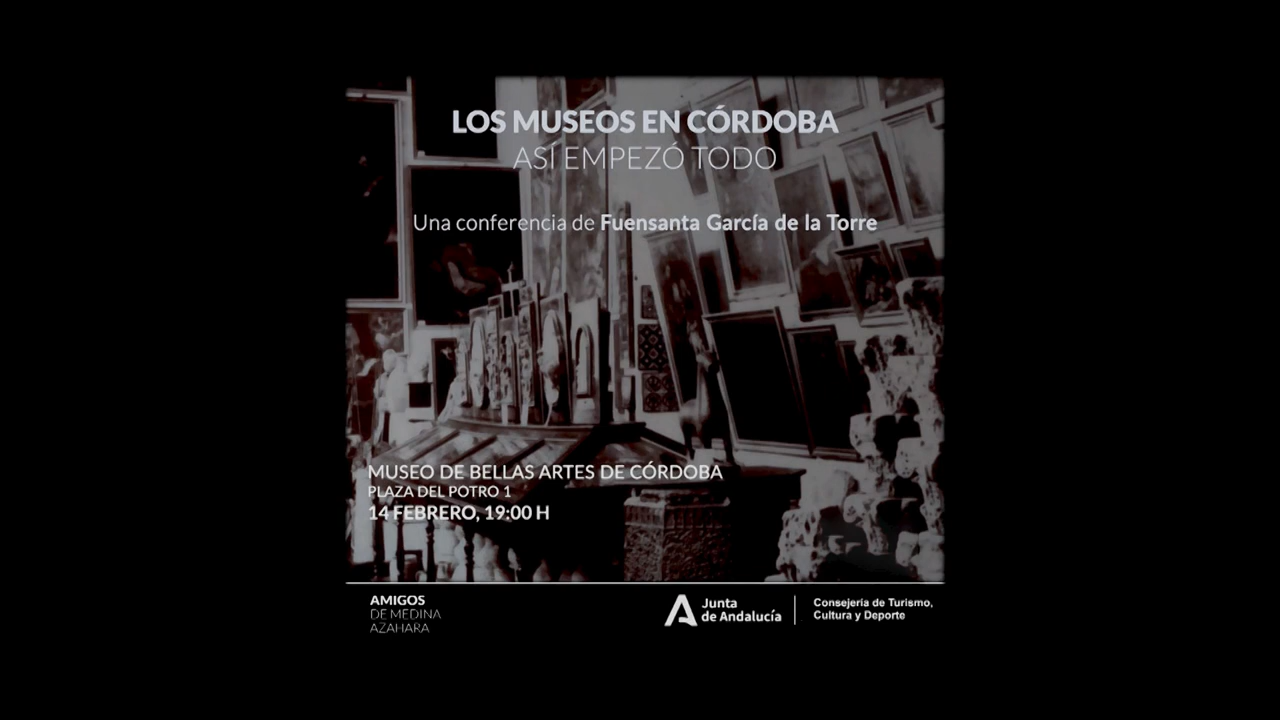 LOS MUSEOS EN CÓRDOBA
ASÍ EMPEZÓ TODO
Una conferencia de Fuensanta García de la Torre
MUSEO DE BELLAS ARTES DE CÓRDOBA
PLAZA DEL POTRO 1
14 FEBRERO, 19:00 H
AMIGOS
DE MEDINA
AZAHARA
Junta
de Andalucía
Consejería de Turismo,
Cultura y Deporte